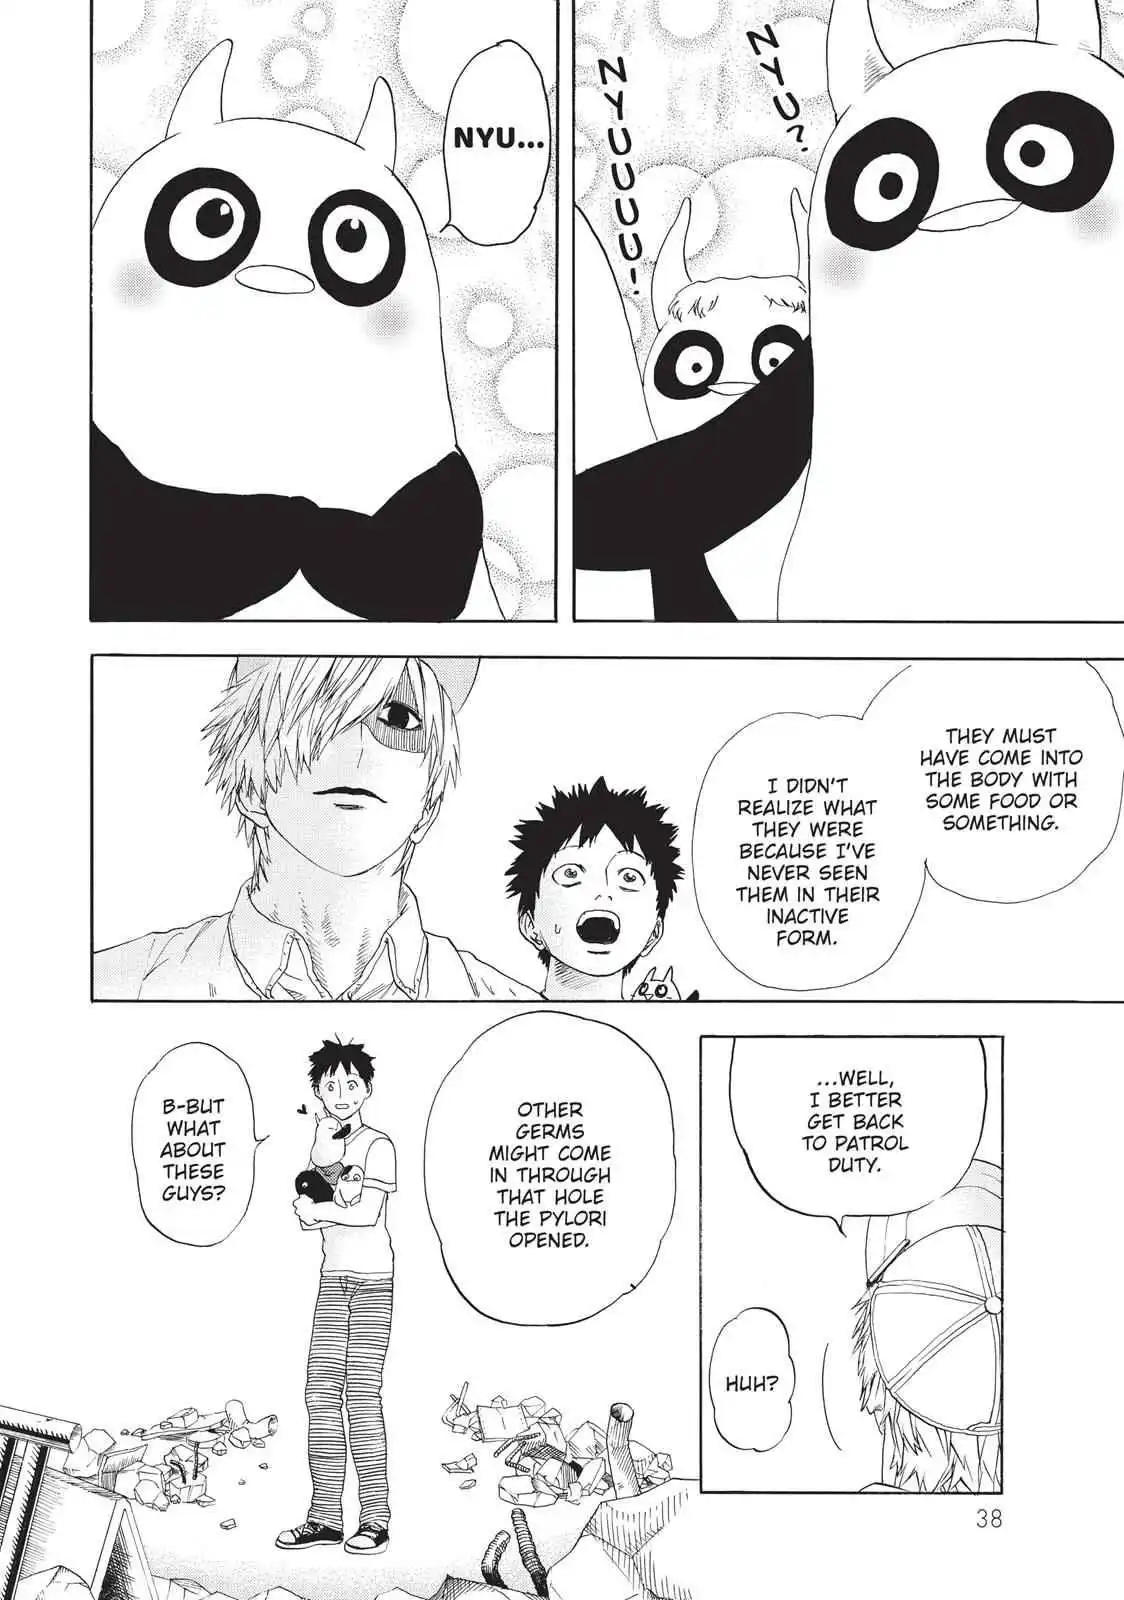 NYU?
NYUUUUU!
NYU...
THEY MUST
HAVE COME INTO
THE BODY WITH
SOME FOOD OR
SOMETHING.
I DIDN'T
REALIZE WHAT
THEY WERE
BECAUSE I'VE
NEVER SEEN
THEM IN THEIR
INACTIVE
FORM.
...WELL,
I BETTER
GET BACK
TO PATROL
DUTY.
HUH?
OTHER
GERMS
MIGHT COME
IN THROUGH
THAT HOLE
THE PYLORI
OPENED.
B-BUT
WHAT
ABOUT
THESE
GUYS?
38